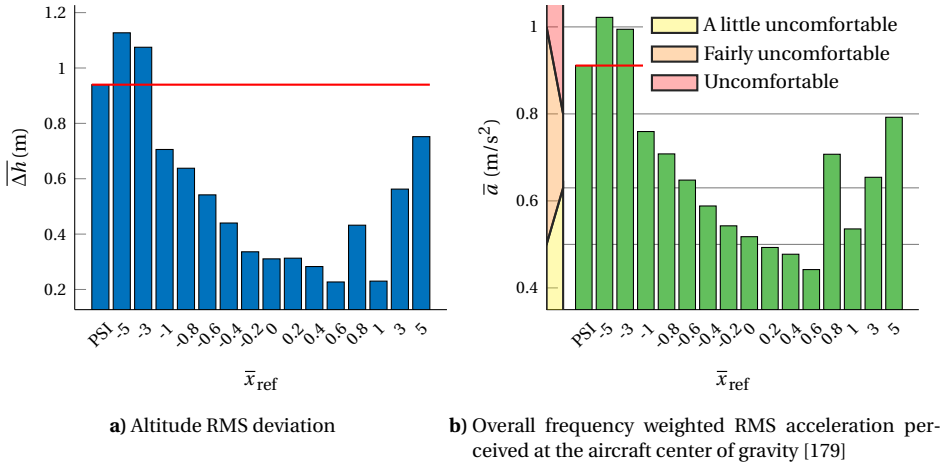 1.2
1
0.8
0.6
0.4
0.2
Δh (m)
PSI -5 -3 -1 -0.8 -0.6 -0.4 -0.2 0 0.2 0.4 0.6 0.8 1 3 5
x̅ref
a) Altitude RMS deviation
1
0.8
0.6
0.4
a̅ (m/s²)
A little uncomfortable
Fairly uncomfortable
Uncomfortable
PSI -5 -3 -1 -0.8 -0.6 -0.4 -0.2 0 0.2 0.4 0.6 0.8 1 3 5
x̅ref
b) Overall frequency weighted RMS acceleration per-
ceived at the aircraft center of gravity [179]